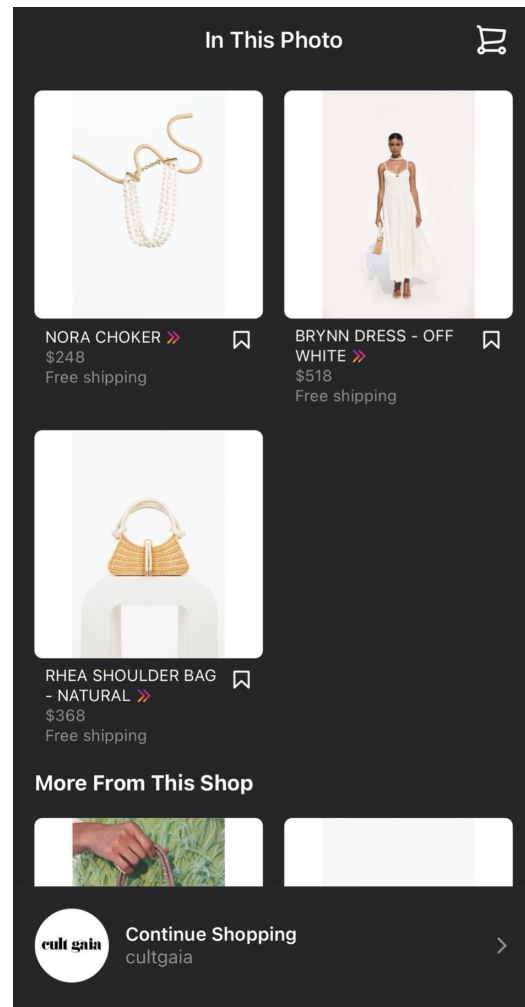 In This Photo
NORA CHOKER
$248
Free shipping
BRYNN DRESS - OFF
WHITE
$518
Free shipping
RHEA SHOULDER BAG
- NATURAL
$368
Free shipping
More From This Shop
cult gaia
Continue Shopping
cultgaia